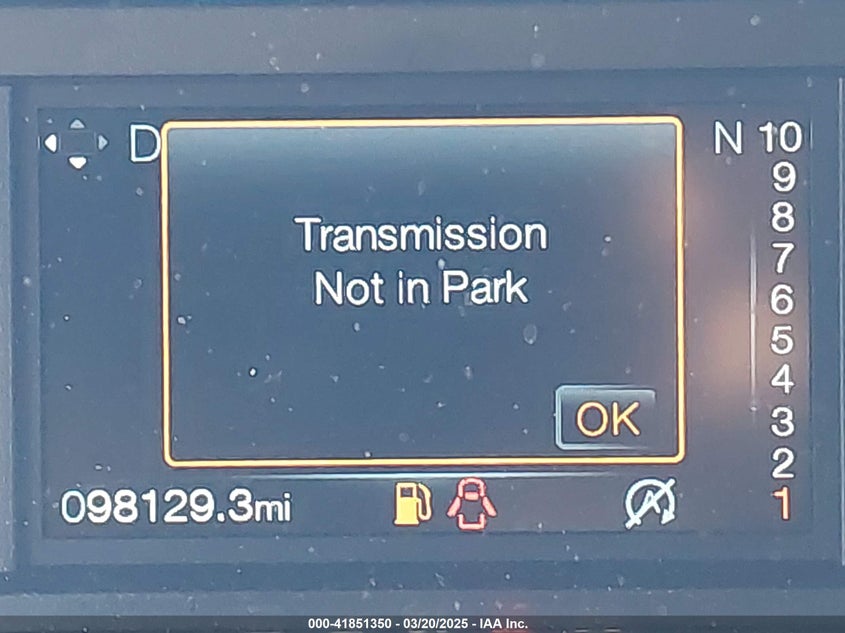 D
N 10
9
8
Transmission
7
Not in Park
6
5
4
OK
3
2
098129.3mi
1
000-41851350 - 03/20/2025 - IAA Inc.